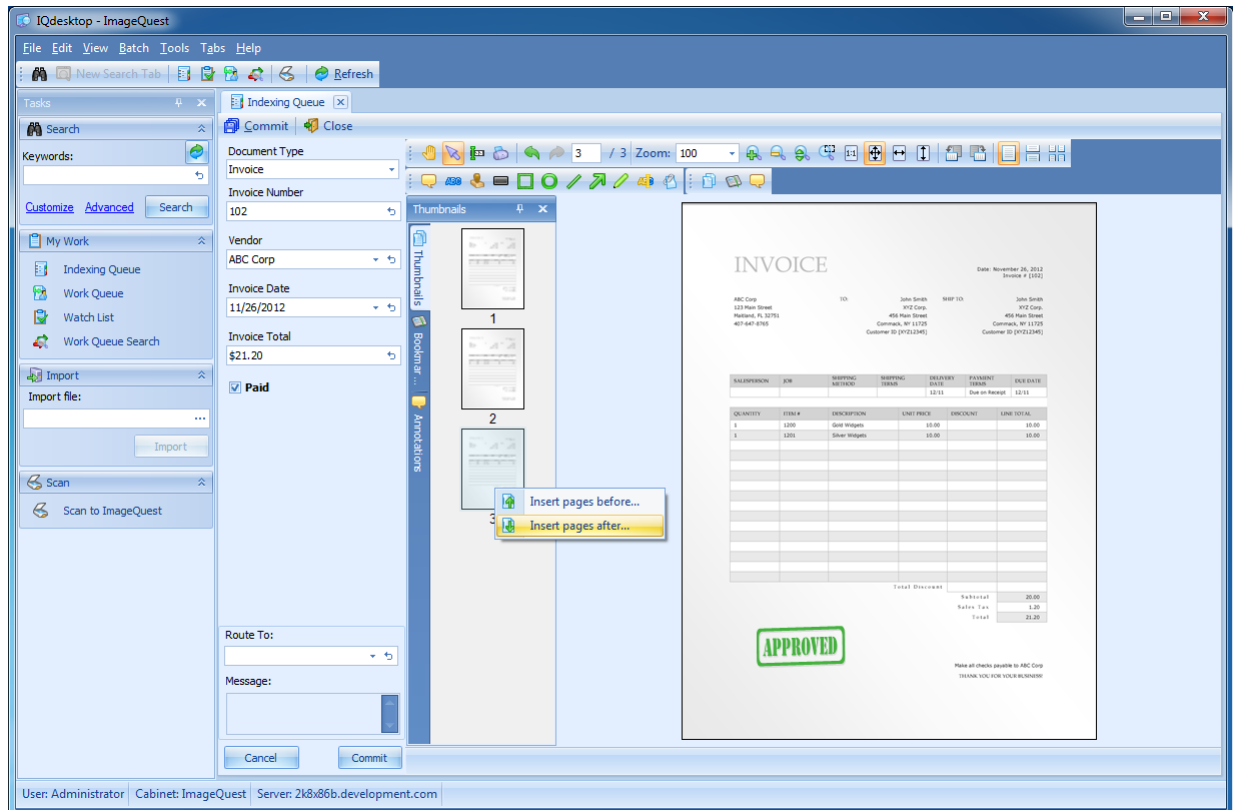 IQdesktop - ImageQuest
File Edit View Batch Tools Tabs Help
New Search Tab Refresh
Tasks
Search
Keywords:
Customize Advanced Search
My Work
Indexing Queue
Work Queue
Watch List
Work Queue Search
Import
Import file:
Import
Scan
Scan to ImageQuest
Indexing Queue
Commit Close
Document Type
Invoice
Invoice Number
102
Vendor
ABC Corp
Invoice Date
11/26/2012
Invoice Total
$21.20
Paid
Route To:
Message:
Cancel Commit
3 / 3 Zoom: 100 1:1
ABC
Thumbnails
Thumbnails
Bookmar...
Annotations
1
2
3
Insert pages before...
Insert pages after...
INVOICE
Date: November 26, 2012
Invoice # [102]
ABC Corp TO: John Smith SHIP TO: John Smith
123 Main Street XYZ Corp. XYZ Corp.
Maitland, FL 32751 456 Main Street 456 Main Street
407-647-8765 Commack, NY 11725 Commack, NY 11725
Customer ID [XYZ12345] Customer ID [XYZ12345]
SALESPERSON JOB SHIPPING METHOD SHIPPING TERMS DELIVERY DATE PAYMENT TERMS DUE DATE
12/11 Due on Receipt 12/11
QUANTITY ITEM # DESCRIPTION UNIT PRICE DISCOUNT LINE TOTAL
1 1200 Gold Widgets 10.00 10.00
1 1201 Silver Widgets 10.00 10.00
Total Discount
Subtotal 20.00
Sales Tax 1.20
Total 21.20
APPROVED
Make all checks payable to ABC Corp
THANK YOU FOR YOUR BUSINESS!
User: Administrator Cabinet: ImageQuest Server: 2k8x86b.development.com